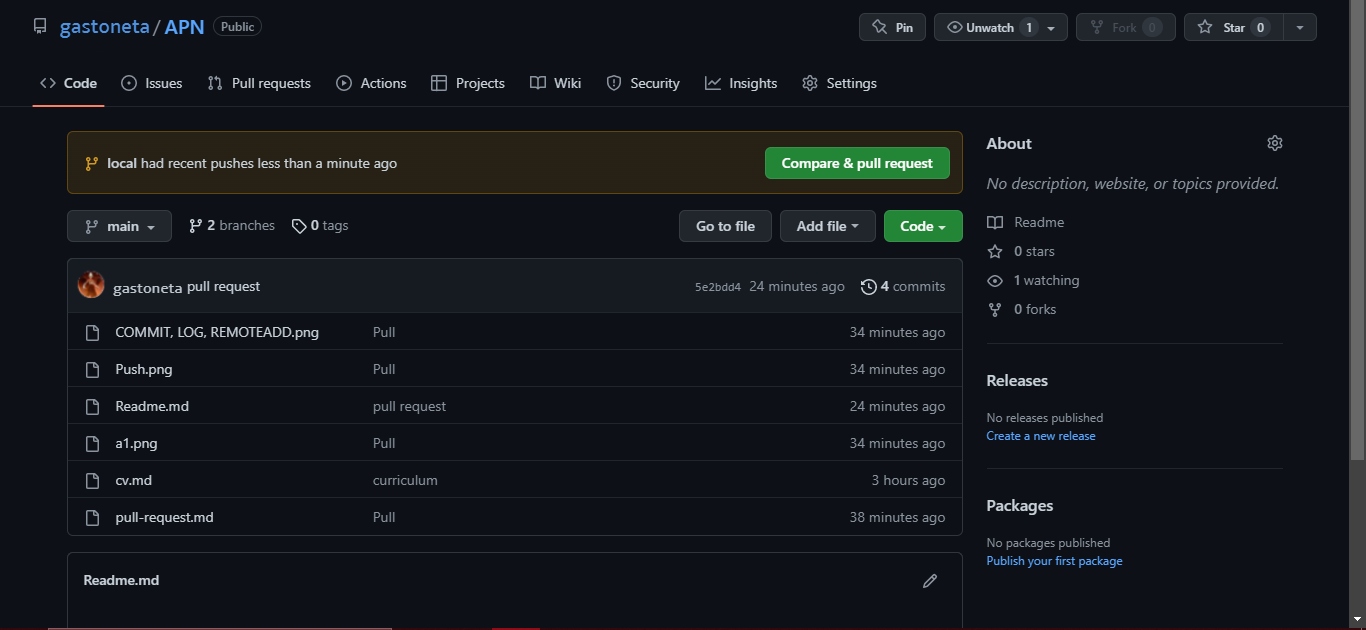 gastoneta / APN Public
Pin Unwatch 1 Fork 0 Star 0
Code Issues Pull requests Actions Projects Wiki Security Insights Settings
local had recent pushes less than a minute ago Compare & pull request
main 2 branches 0 tags Go to file Add file Code
gastoneta pull request 5e2bdd4 24 minutes ago 4 commits
COMMIT, LOG, REMOTEADD.png Pull 34 minutes ago
Push.png Pull 34 minutes ago
Readme.md pull request 24 minutes ago
a1.png Pull 34 minutes ago
cv.md curriculum 3 hours ago
pull-request.md Pull 38 minutes ago
Readme.md
About
No description, website, or topics provided.
Readme
0 stars
1 watching
0 forks
Releases
No releases published
Create a new release
Packages
No packages published
Publish your first package